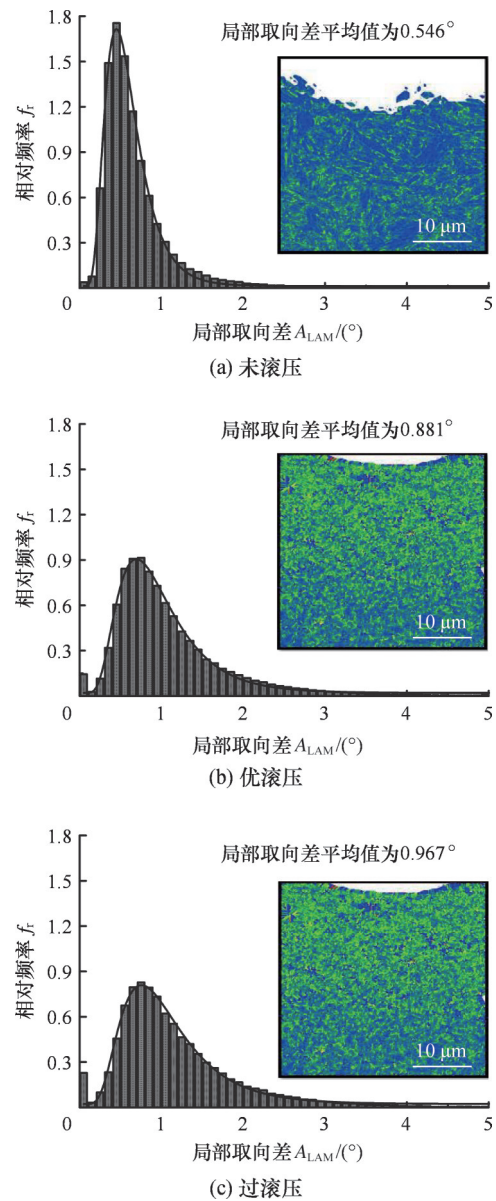 局部取向差平均值为0.546°
1.8
1.5
1.2
0.9
0.6
0.3
相对频率 fᵣ
10 μm
0 1 2 3 4 5
局部取向差 A_LAM/(°)
(a) 未滚压
局部取向差平均值为0.881°
1.8
1.5
1.2
0.9
0.6
0.3
相对频率 fᵣ
10 μm
0 1 2 3 4 5
局部取向差 A_LAM/(°)
(b) 优滚压
局部取向差平均值为0.967°
1.8
1.5
1.2
0.9
0.6
0.3
相对频率 fᵣ
10 μm
0 1 2 3 4 5
局部取向差 A_LAM/(°)
(c) 过滚压